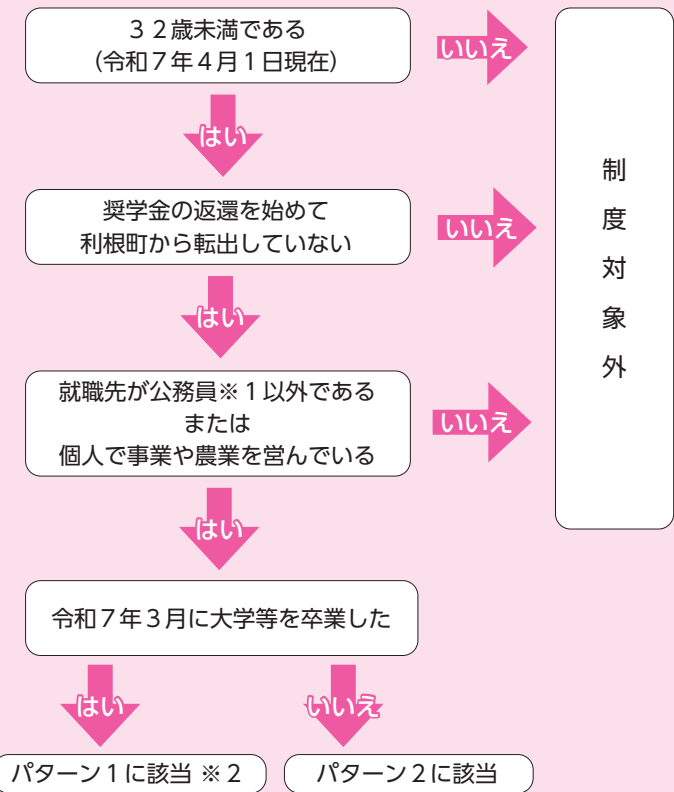 ３２歳未満である
（令和７年４月１日現在）
いいえ
はい
奨学金の返還を始めて
利根町から転出していない
いいえ
はい
就職先が公務員※１以外である
または
個人で事業や農業を営んでいる
いいえ
はい
制度対象外
令和７年３月に大学等を卒業した
はい
いいえ
パターン１に該当 ※２
パターン２に該当